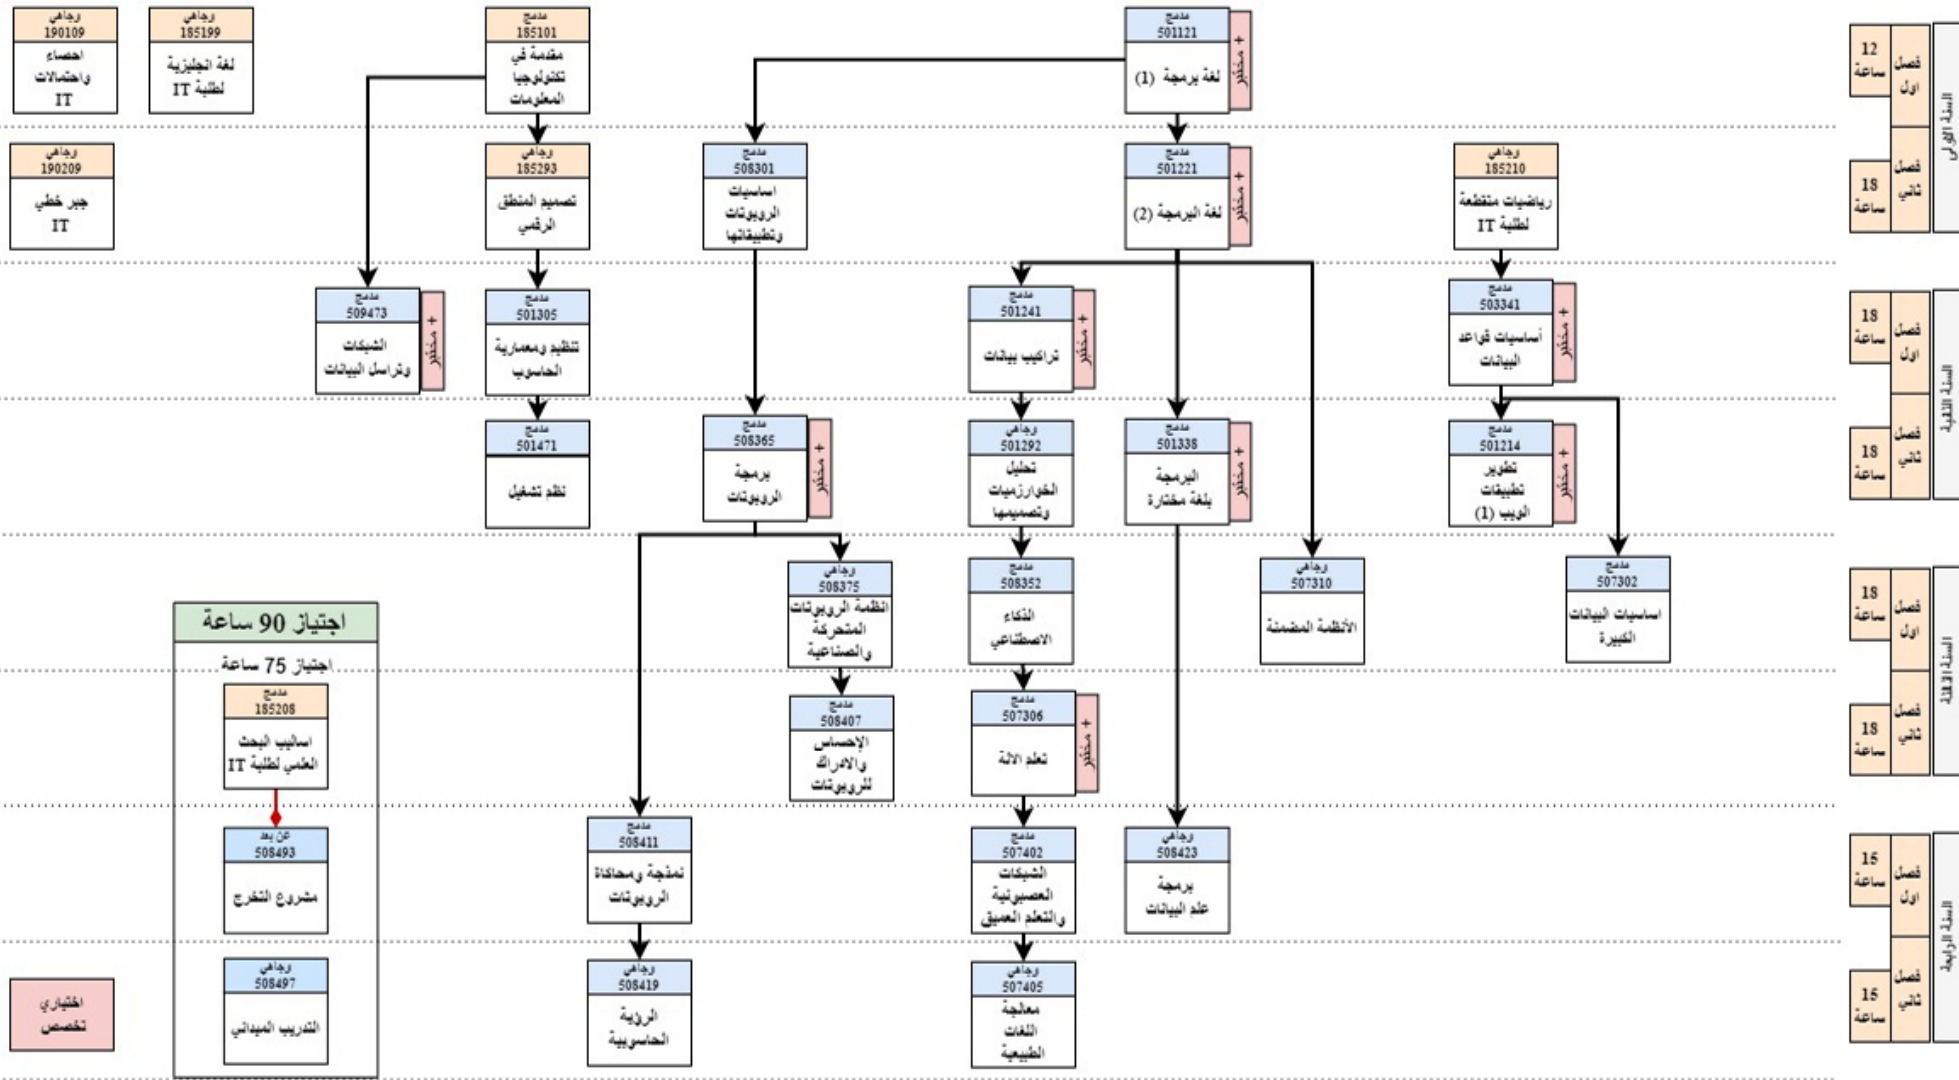 وجاهي
190109
احصاء
واحتمالات
IT
وجاهي
185199
لغة انجليزية
لطلبة IT
مدمج
185101
مقدمة في
تكنولوجيا
المعلومات
مدمج
501121
لغة برمجة (1)
+ مختبر
12
ساعة
فصل
اول
السنة الاولى
وجاهي
190209
جبر خطي
IT
وجاهي
185293
تصميم المنطق
الرقمي
مدمج
508301
اساسيات
الروبوتات
وتطبيقاتها
مدمج
501221
لغة البرمجة (2)
+ مختبر
وجاهي
185210
رياضيات متقطعة
لطلبة IT
18
ساعة
فصل
ثاني
مدمج
509473
الشبكات
وتراسل البيانات
+ مختبر
مدمج
501305
تنظيم ومعمارية
الحاسوب
مدمج
501241
تراكيب بيانات
+ مختبر
مدمج
503341
أساسيات قواعد
البيانات
+ مختبر
18
ساعة
فصل
اول
السنة الثانية
مدمج
501471
نظم تشغيل
مدمج
508365
برمجة
الروبوتات
+ مختبر
وجاهي
501292
تحليل
الخوارزميات
وتصميمها
مدمج
501338
البرمجة
بلغة مختارة
+ مختبر
مدمج
501214
تطوير
تطبيقات
الويب (1)
+ مختبر
18
ساعة
فصل
ثاني
وجاهي
508375
انظمة الروبوتات
المتحركة
والصناعية
مدمج
508352
الذكاء
الاصطناعي
وجاهي
507310
الأنظمة المضمنة
مدمج
507302
اساسيات البيانات
الكبيرة
18
ساعة
فصل
اول
السنة الثالثة
اجتياز 90 ساعة
اجتياز 75 ساعة
مدمج
185208
اساليب البحث
العلمي لطلبة IT
مدمج
508407
الإحساس
والادراك
للروبوتات
مدمج
507306
تعلم الالة
+ مختبر
18
ساعة
فصل
ثاني
عن بعد
508493
مشروع التخرج
مدمج
508411
نمذجة ومحاكاة
الروبوتات
مدمج
507402
الشبكات
العصبونية
والتعلم العميق
وجاهي
508423
برمجة
علم البيانات
15
ساعة
فصل
اول
السنة الرابعة
اختياري
تخصص
وجاهي
508497
التدريب الميداني
وجاهي
508419
الرؤية
الحاسوبية
وجاهي
507405
معالجة
اللغات
الطبيعية
15
ساعة
فصل
ثاني